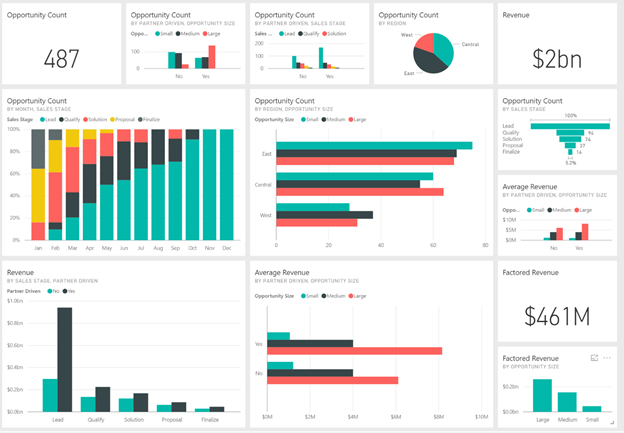 Opportunity Count
487
Opportunity Count
BY PARTNER DRIVEN, OPPORTUNITY SIZE
Oppo... Small Medium Large
100
0
No Yes
Opportunity Count
BY PARTNER DRIVEN, SALES STAGE
Sales ... Lead Qualify Solution
200
100
0
No Yes
Opportunity Count
BY REGION
West
Central
East
Revenue
$2bn
Opportunity Count
BY MONTH, SALES STAGE
Sales Stage Lead Qualify Solution Proposal Finalize
100%
80%
60%
40%
20%
0%
Jan Feb Mar Apr May Jun Jul Aug Sep Oct Nov Dec
Opportunity Count
BY REGION, OPPORTUNITY SIZE
Opportunity Size Small Medium Large
East
Central
West
0 20 40 60 80
Opportunity Count
BY SALES STAGE
100%
Lead
Qualify 94
Solution 74
Proposal 37
Finalize 14
5.2%
Average Revenue
BY PARTNER DRIVEN, OPPORTUNITY SIZE
Oppo... Small Medium Large
$10M
$5M
$0M
No Yes
Revenue
BY SALES STAGE, PARTNER DRIVEN
Partner Driven No Yes
$1.0bn
$0.8bn
$0.6bn
$0.4bn
$0.2bn
$0.0bn
Lead Qualify Solution Proposal Finalize
Average Revenue
BY PARTNER DRIVEN, OPPORTUNITY SIZE
Opportunity Size Small Medium Large
Yes
No
$0M $2M $4M $6M $8M $10M
Factored Revenue
$461M
Factored Revenue
BY OPPORTUNITY SIZE
$0.2bn
$0.0bn
Large Medium Small